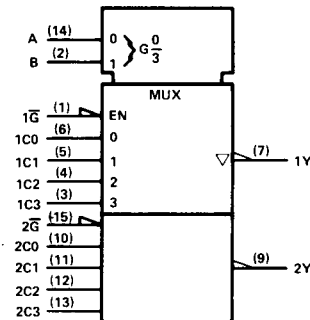 A (14) 0 G 0/3
B (2) 1
MUX
1G̅ (1) EN
1C0 (6) 0
1C1 (5) 1 (7) 1Y
1C2 (4) 2
1C3 (3) 3
2G̅ (15)
2C0 (10)
2C1 (11) (9) 2Y
2C2 (12)
2C3 (13)